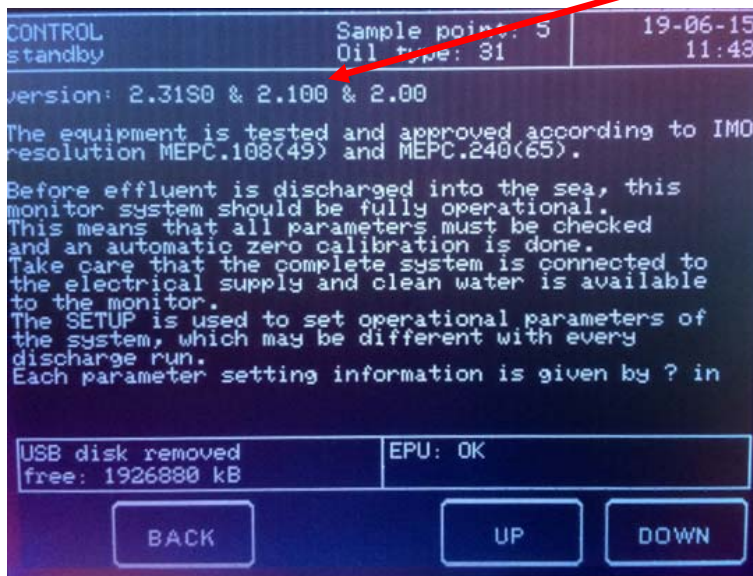 CONTROL
standby
Sample point: 5
Oil type: 31
19-06-15
11:43
version: 2.31S0 & 2.100 & 2.00
The equipment is tested and approved according to IMO
resolution MEPC.108(49) and MEPC.240(65).
Before effluent is discharged into the sea, this
monitor system should be fully operational.
This means that all parameters must be checked
and an automatic zero calibration is done.
Take care that the complete system is connected to
the electrical supply and clean water is available
to the monitor.
The SETUP is used to set operational parameters of
the system, which may be different with every
discharge run.
Each parameter setting information is given by ? in
USB disk removed
free: 1926880 kB
EPU: OK
BACK
UP
DOWN